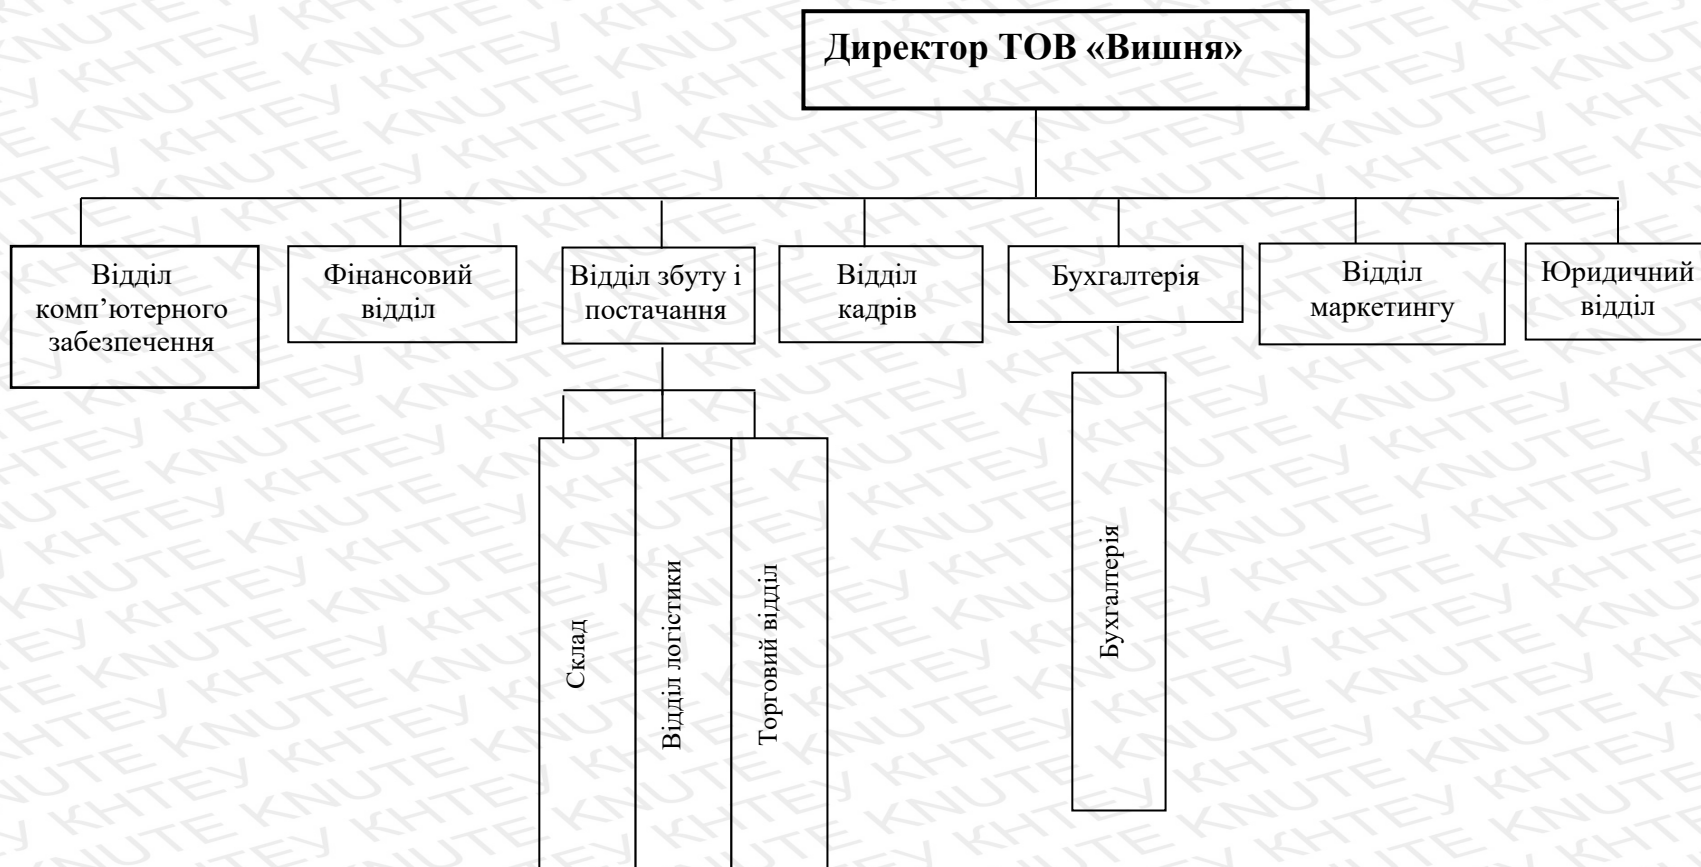 Директор ТОВ «Вишня»
Відділ
комп’ютерного
забезпечення
Фінансовий
відділ
Відділ збуту і
постачання
Відділ
кадрів
Бухгалтерія
Відділ
маркетингу
Юридичний
відділ
Склад
Відділ логістики
Торговий відділ
Бухгалтерія